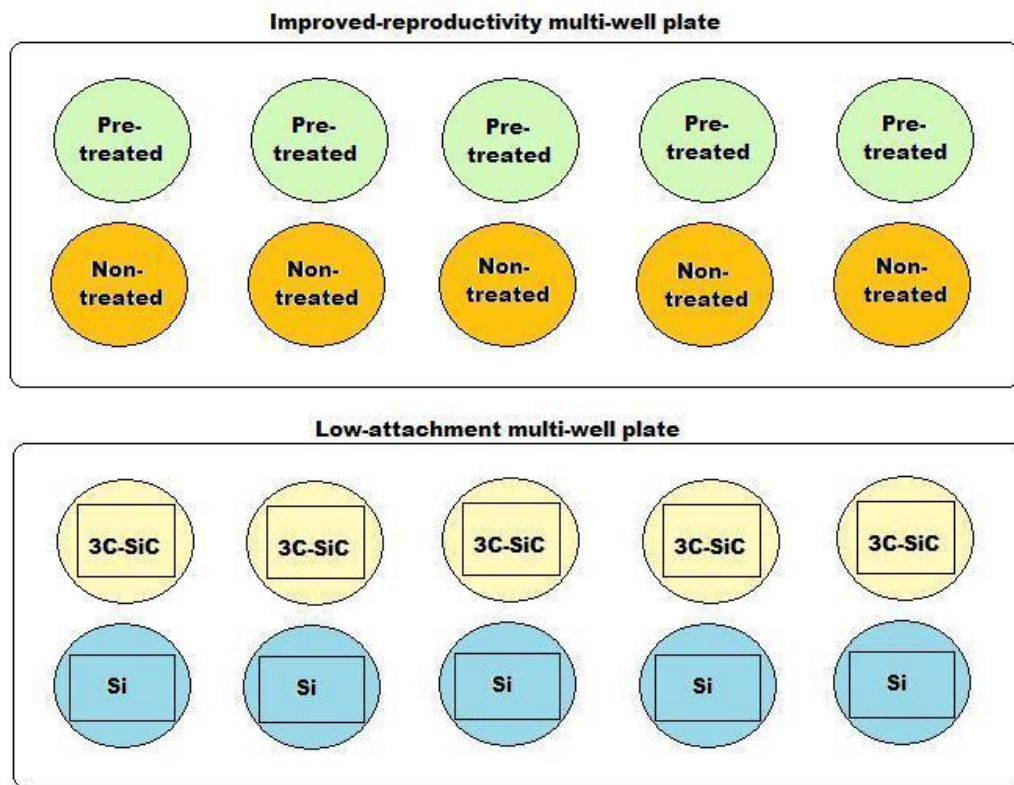 Improved-reproductivity multi-well plate
Pre-
treated
Pre-
treated
Pre-
treated
Pre-
treated
Pre-
treated
Non-
treated
Non-
treated
Non-
treated
Non-
treated
Non-
treated
Low-attachment multi-well plate
3C-SiC
3C-SiC
3C-SiC
3C-SiC
3C-SiC
Si
Si
Si
Si
Si